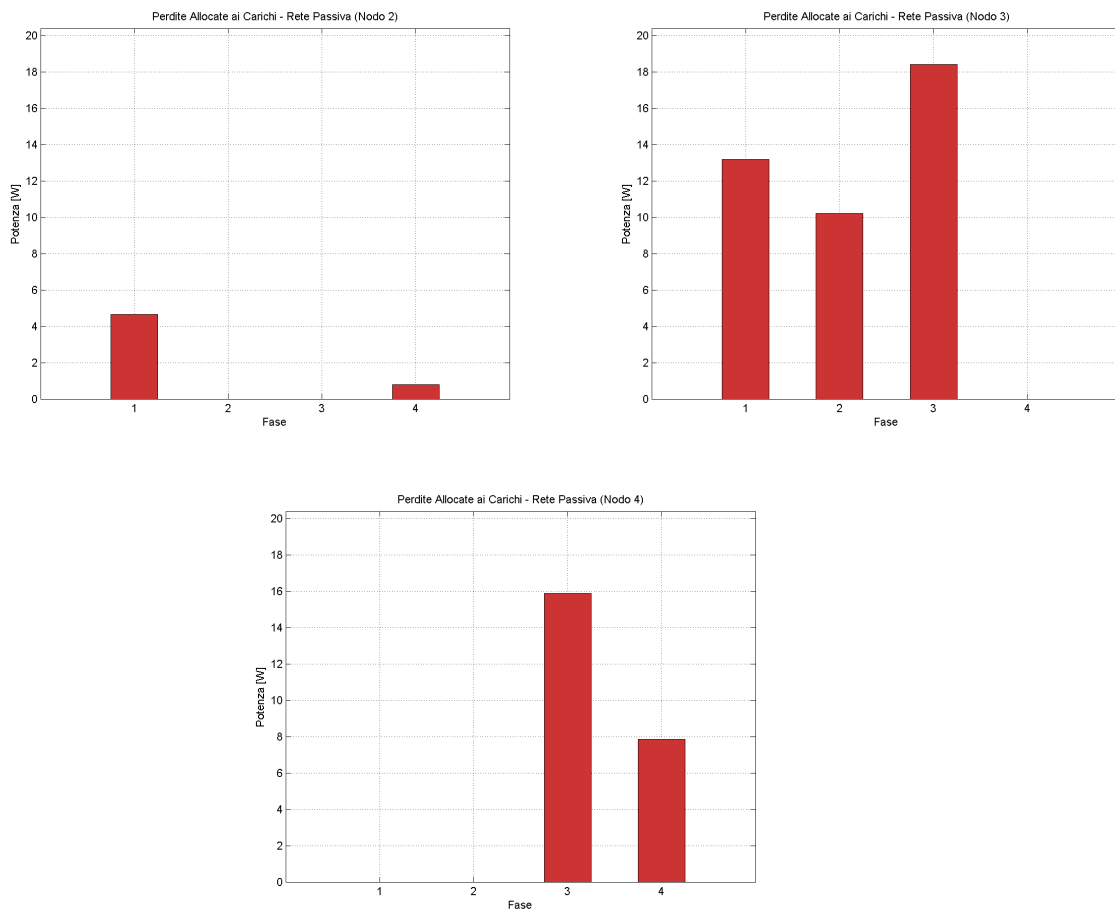 Perdite Allocate ai Carichi - Rete Passiva (Nodo 2)
20
18
16
14
12
10
8
6
4
2
0
Potenza [W]
1 2 3 4
Fase
Perdite Allocate ai Carichi - Rete Passiva (Nodo 3)
20
18
16
14
12
10
8
6
4
2
0
Potenza [W]
1 2 3 4
Fase
Perdite Allocate ai Carichi - Rete Passiva (Nodo 4)
20
18
16
14
12
10
8
6
4
2
0
Potenza [W]
1 2 3 4
Fase